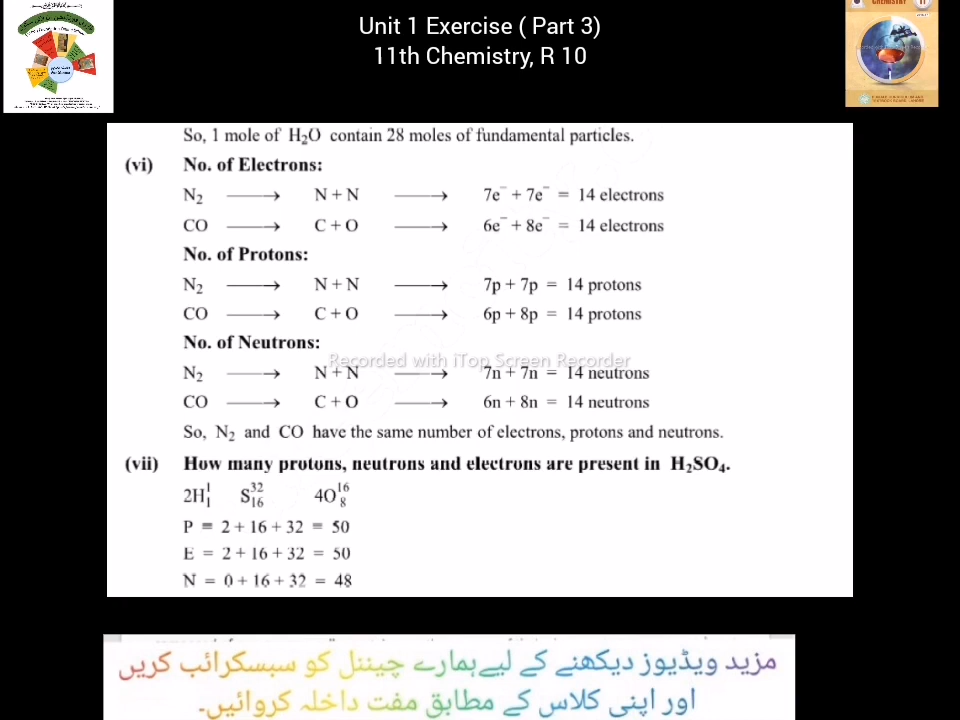 Unit 1 Exercise ( Part 3)
11th Chemistry, R 10
CHEMISTRY 11
So, 1 mole of H₂O contain 28 moles of fundamental particles.
(vi) No. of Electrons:
N₂ ⟶ N + N ⟶ 7e⁻ + 7e⁻ = 14 electrons
CO ⟶ C + O ⟶ 6e⁻ + 8e⁻ = 14 electrons
No. of Protons:
N₂ ⟶ N + N ⟶ 7p + 7p = 14 protons
CO ⟶ C + O ⟶ 6p + 8p = 14 protons
No. of Neutrons:
Recorded with iTop Screen Recorder
N₂ ⟶ N + N ⟶ 7n + 7n = 14 neutrons
CO ⟶ C + O ⟶ 6n + 8n = 14 neutrons
So, N₂ and CO have the same number of electrons, protons and neutrons.
(vii) How many protons, neutrons and electrons are present in H₂SO₄.
2H¹₁ S³²₁₆ 4O¹⁶₈
P = 2 + 16 + 32 = 50
E = 2 + 16 + 32 = 50
N = 0 + 16 + 32 = 48
مزید ویڈیوز دیکھنے کے لیے ہمارے چیننل کو سبسکرائب کریں
اور اپنی کلاس کے مطابق مفت داخلہ کروائیں۔